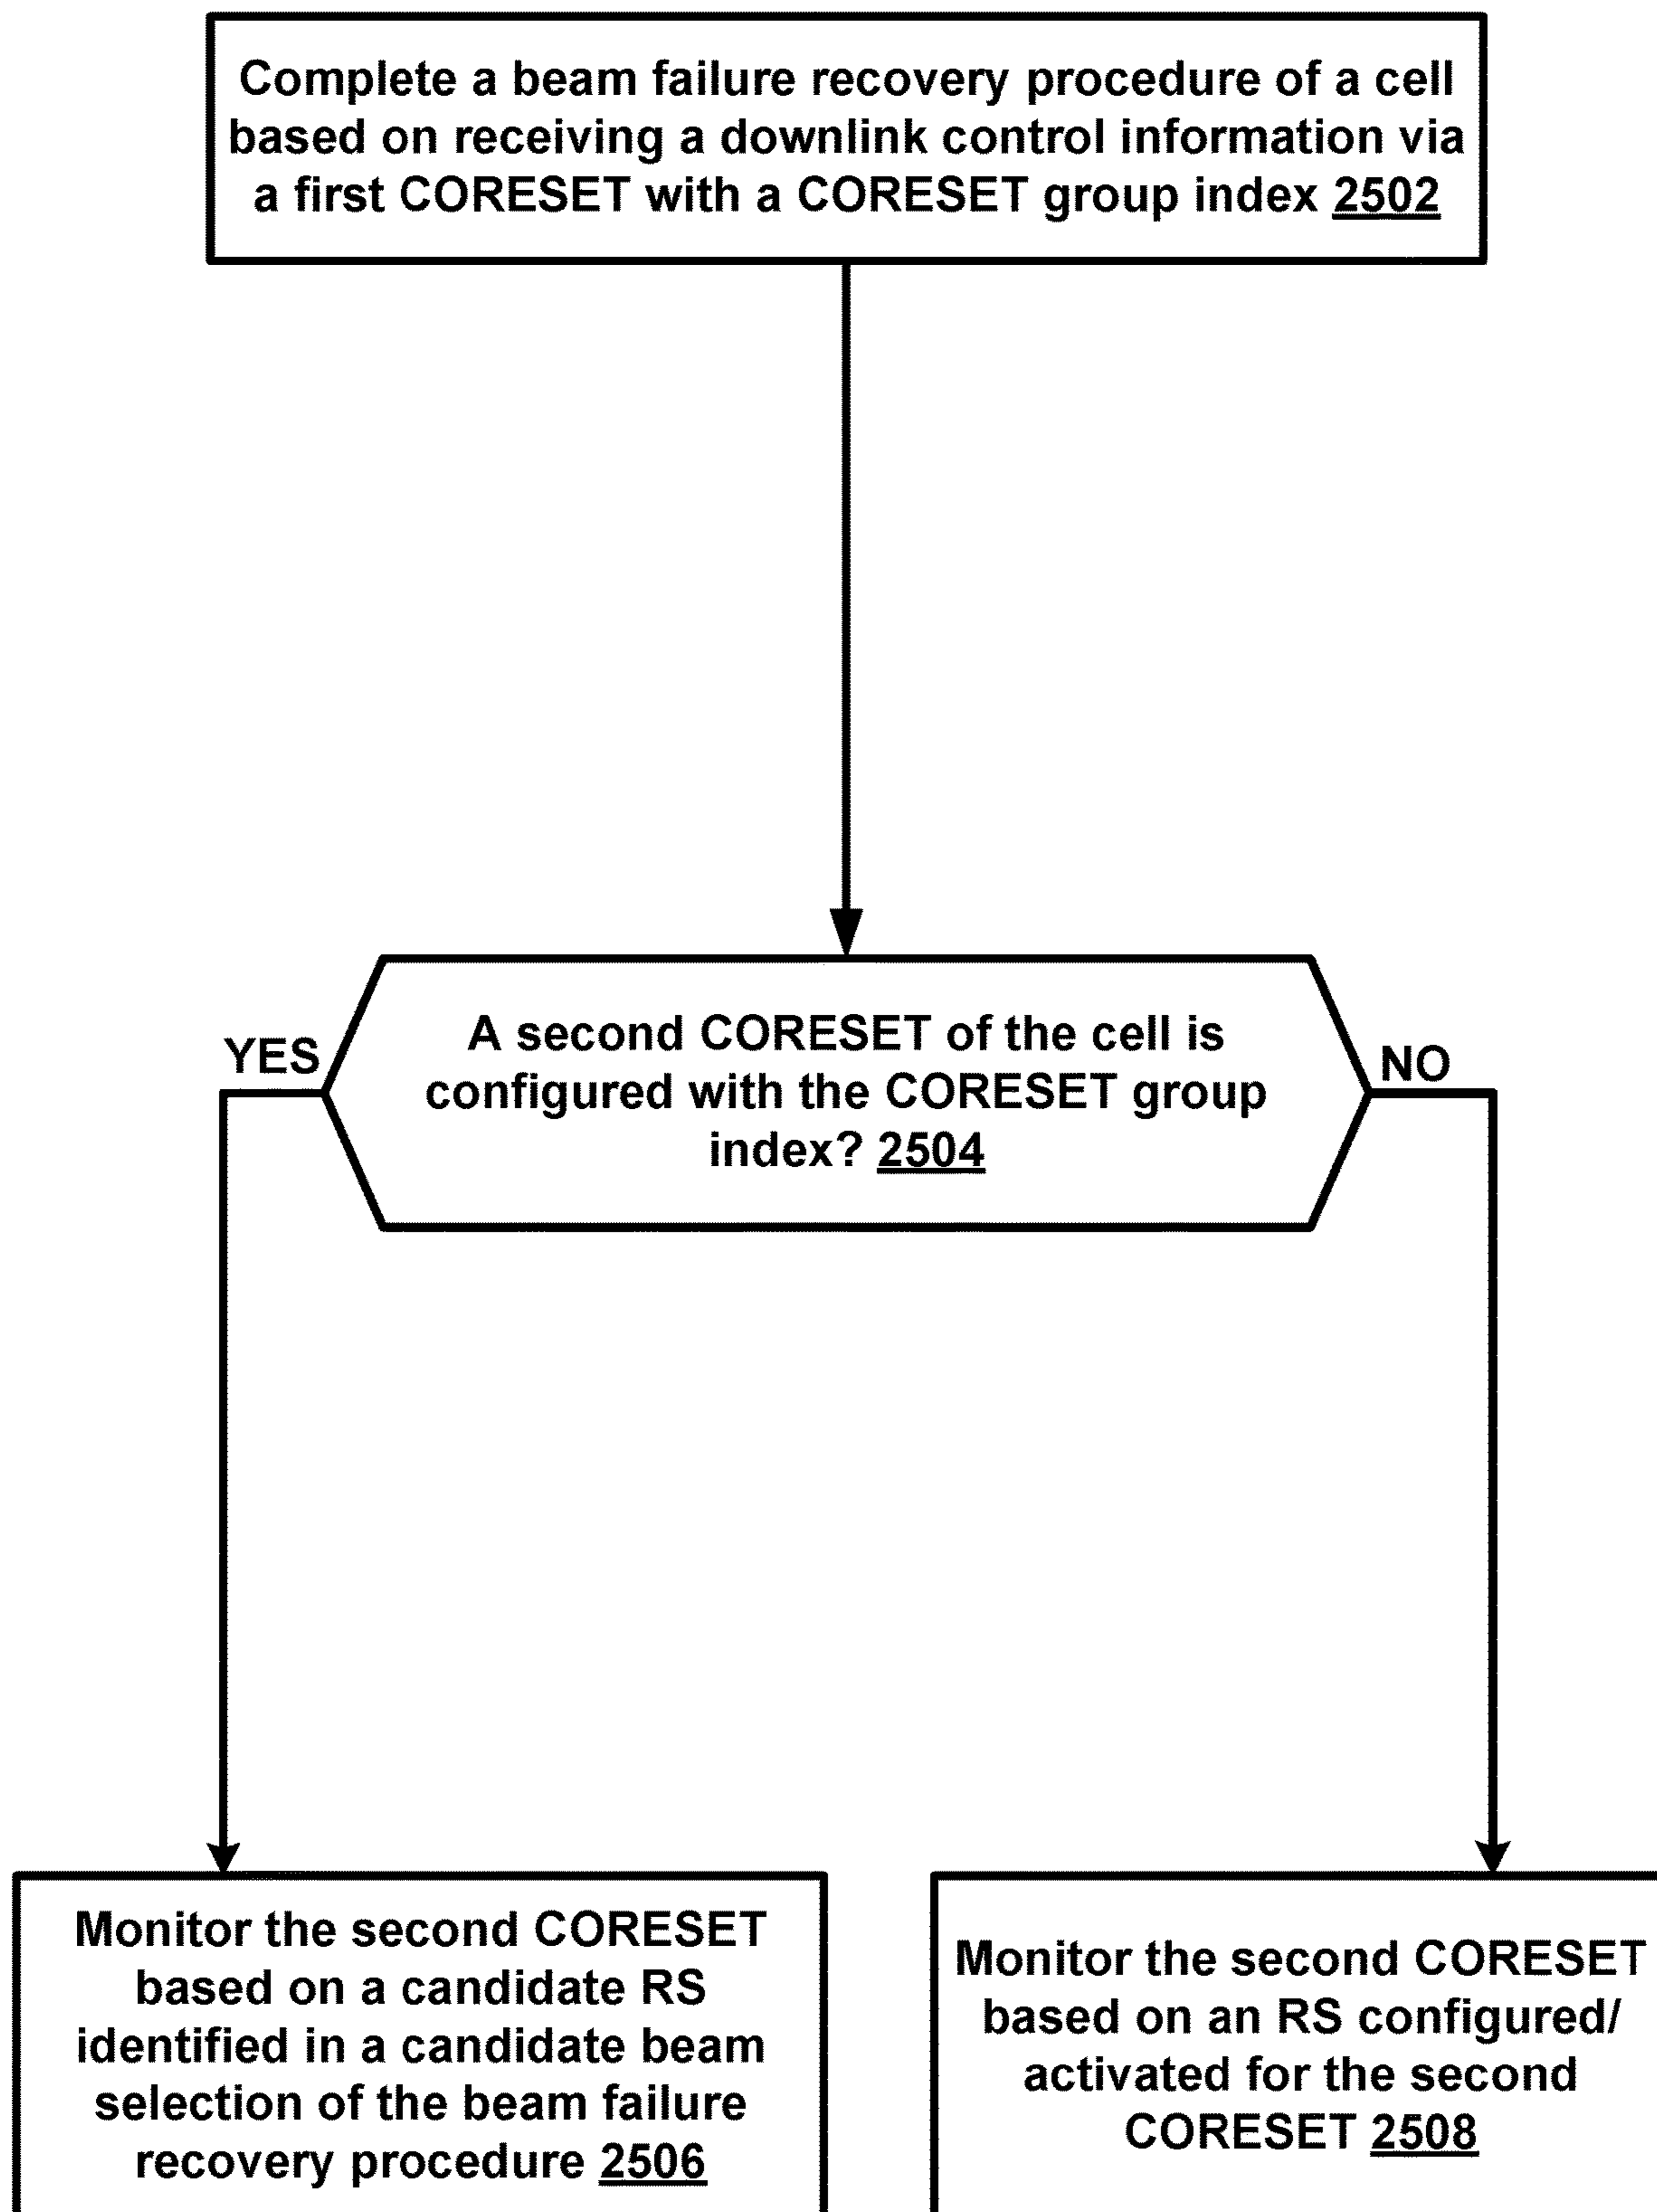 Complete a beam failure recovery procedure of a cell
based on receiving a downlink control information via
a first CORESET with a CORESET group index 2502
A second CORESET of the cell is
configured with the CORESET group
index? 2504
YES
NO
Monitor the second CORESET
based on a candidate RS
identified in a candidate beam
selection of the beam failure
recovery procedure 2506
Monitor the second CORESET
based on an RS configured/
activated for the second
CORESET 2508